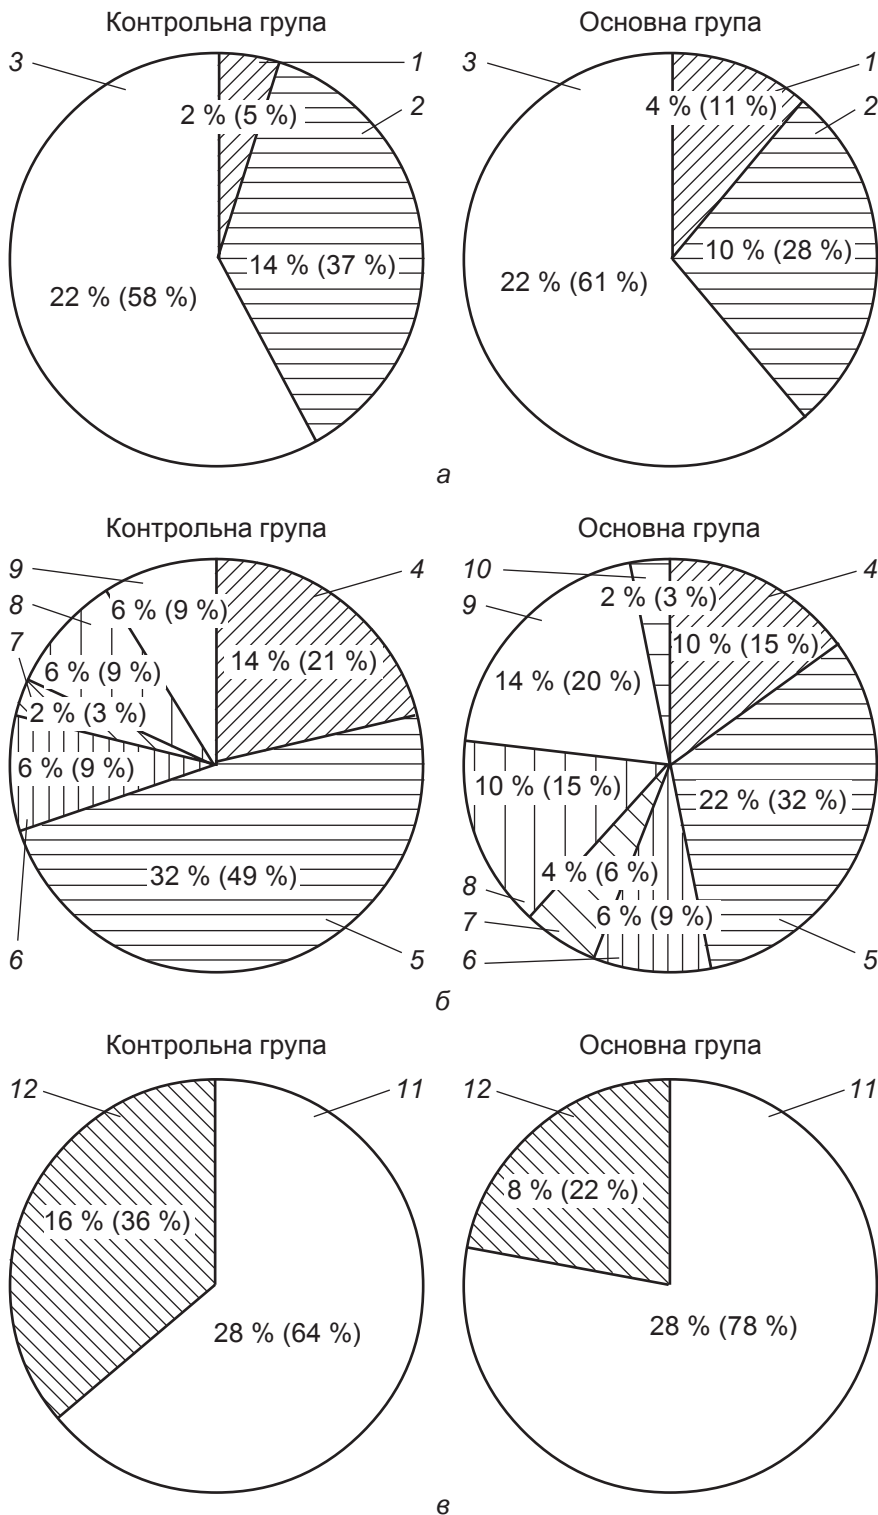 Контрольна група
Основна група
3
1
3
1
2 % (5 %)
2
4 % (11 %)
2
14 % (37 %)
10 % (28 %)
22 % (58 %)
22 % (61 %)
а
Контрольна група
Основна група
9
4
10
4
8
6 % (9 %)
9
2 % (3 %)
7
14 % (21 %)
10 % (15 %)
6 % (9 %)
14 % (20 %)
2 % (3 %)
6 % (9 %)
10 % (15 %)
22 % (32 %)
32 % (49 %)
4 % (6 %)
8
6 % (9 %)
7
6
5
6
5
б
Контрольна група
Основна група
12
11
12
11
16 % (36 %)
8 % (22 %)
28 % (64 %)
28 % (78 %)
в